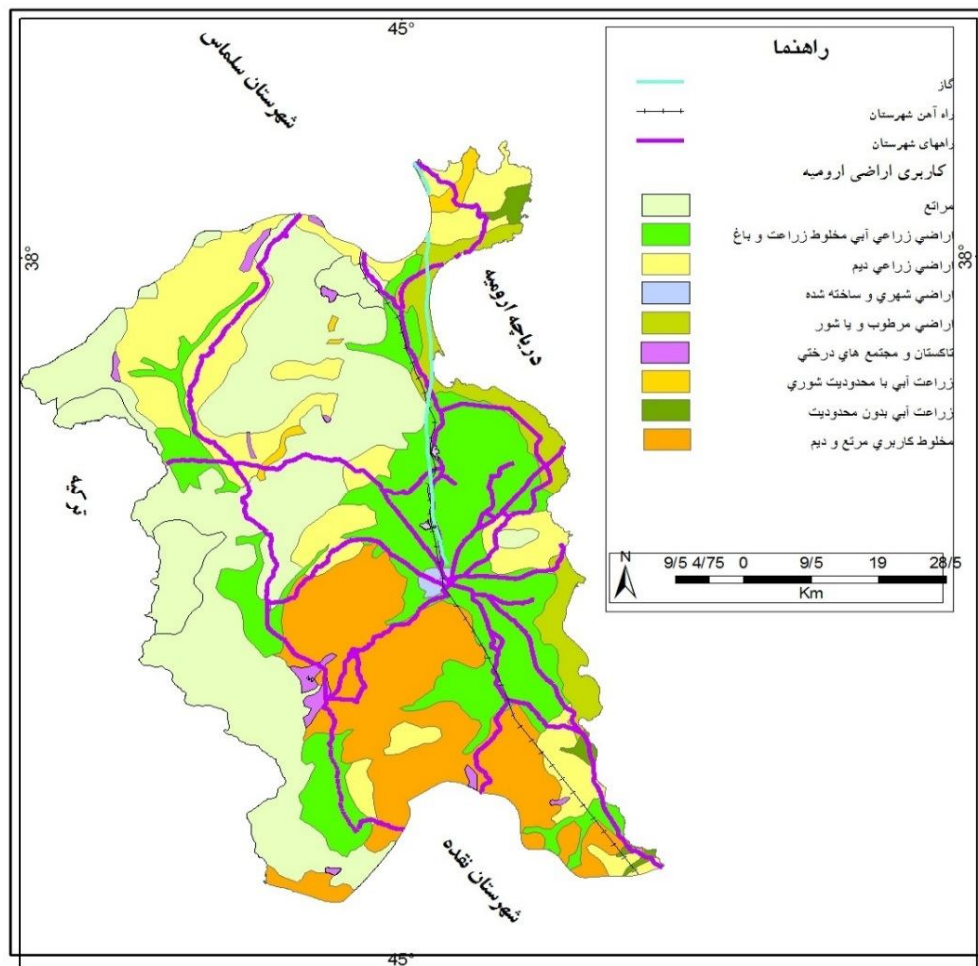 45°
شهرستان سلماس
38°
38°
دریاچه ارومیه
ترکیه
شهرستان نقده
45°
راهنما
گاز
راه آهن شهرستان
راههای شهرستان
کاربری اراضی ارومیه
مراتع
اراضي زراعي آبي مخلوط زراعت و باغ
اراضي زراعي ديم
اراضي شهري و ساخته شده
اراضي مرطوب و يا شور
تاكستان و مجتمع هاي درختي
زراعت آبي با محدوديت شوري
زراعت آبي بدون محدوديت
مخلوط كاربري مرتع و ديم
N
9/5 4/75 0 9/5 19 28/5
Km